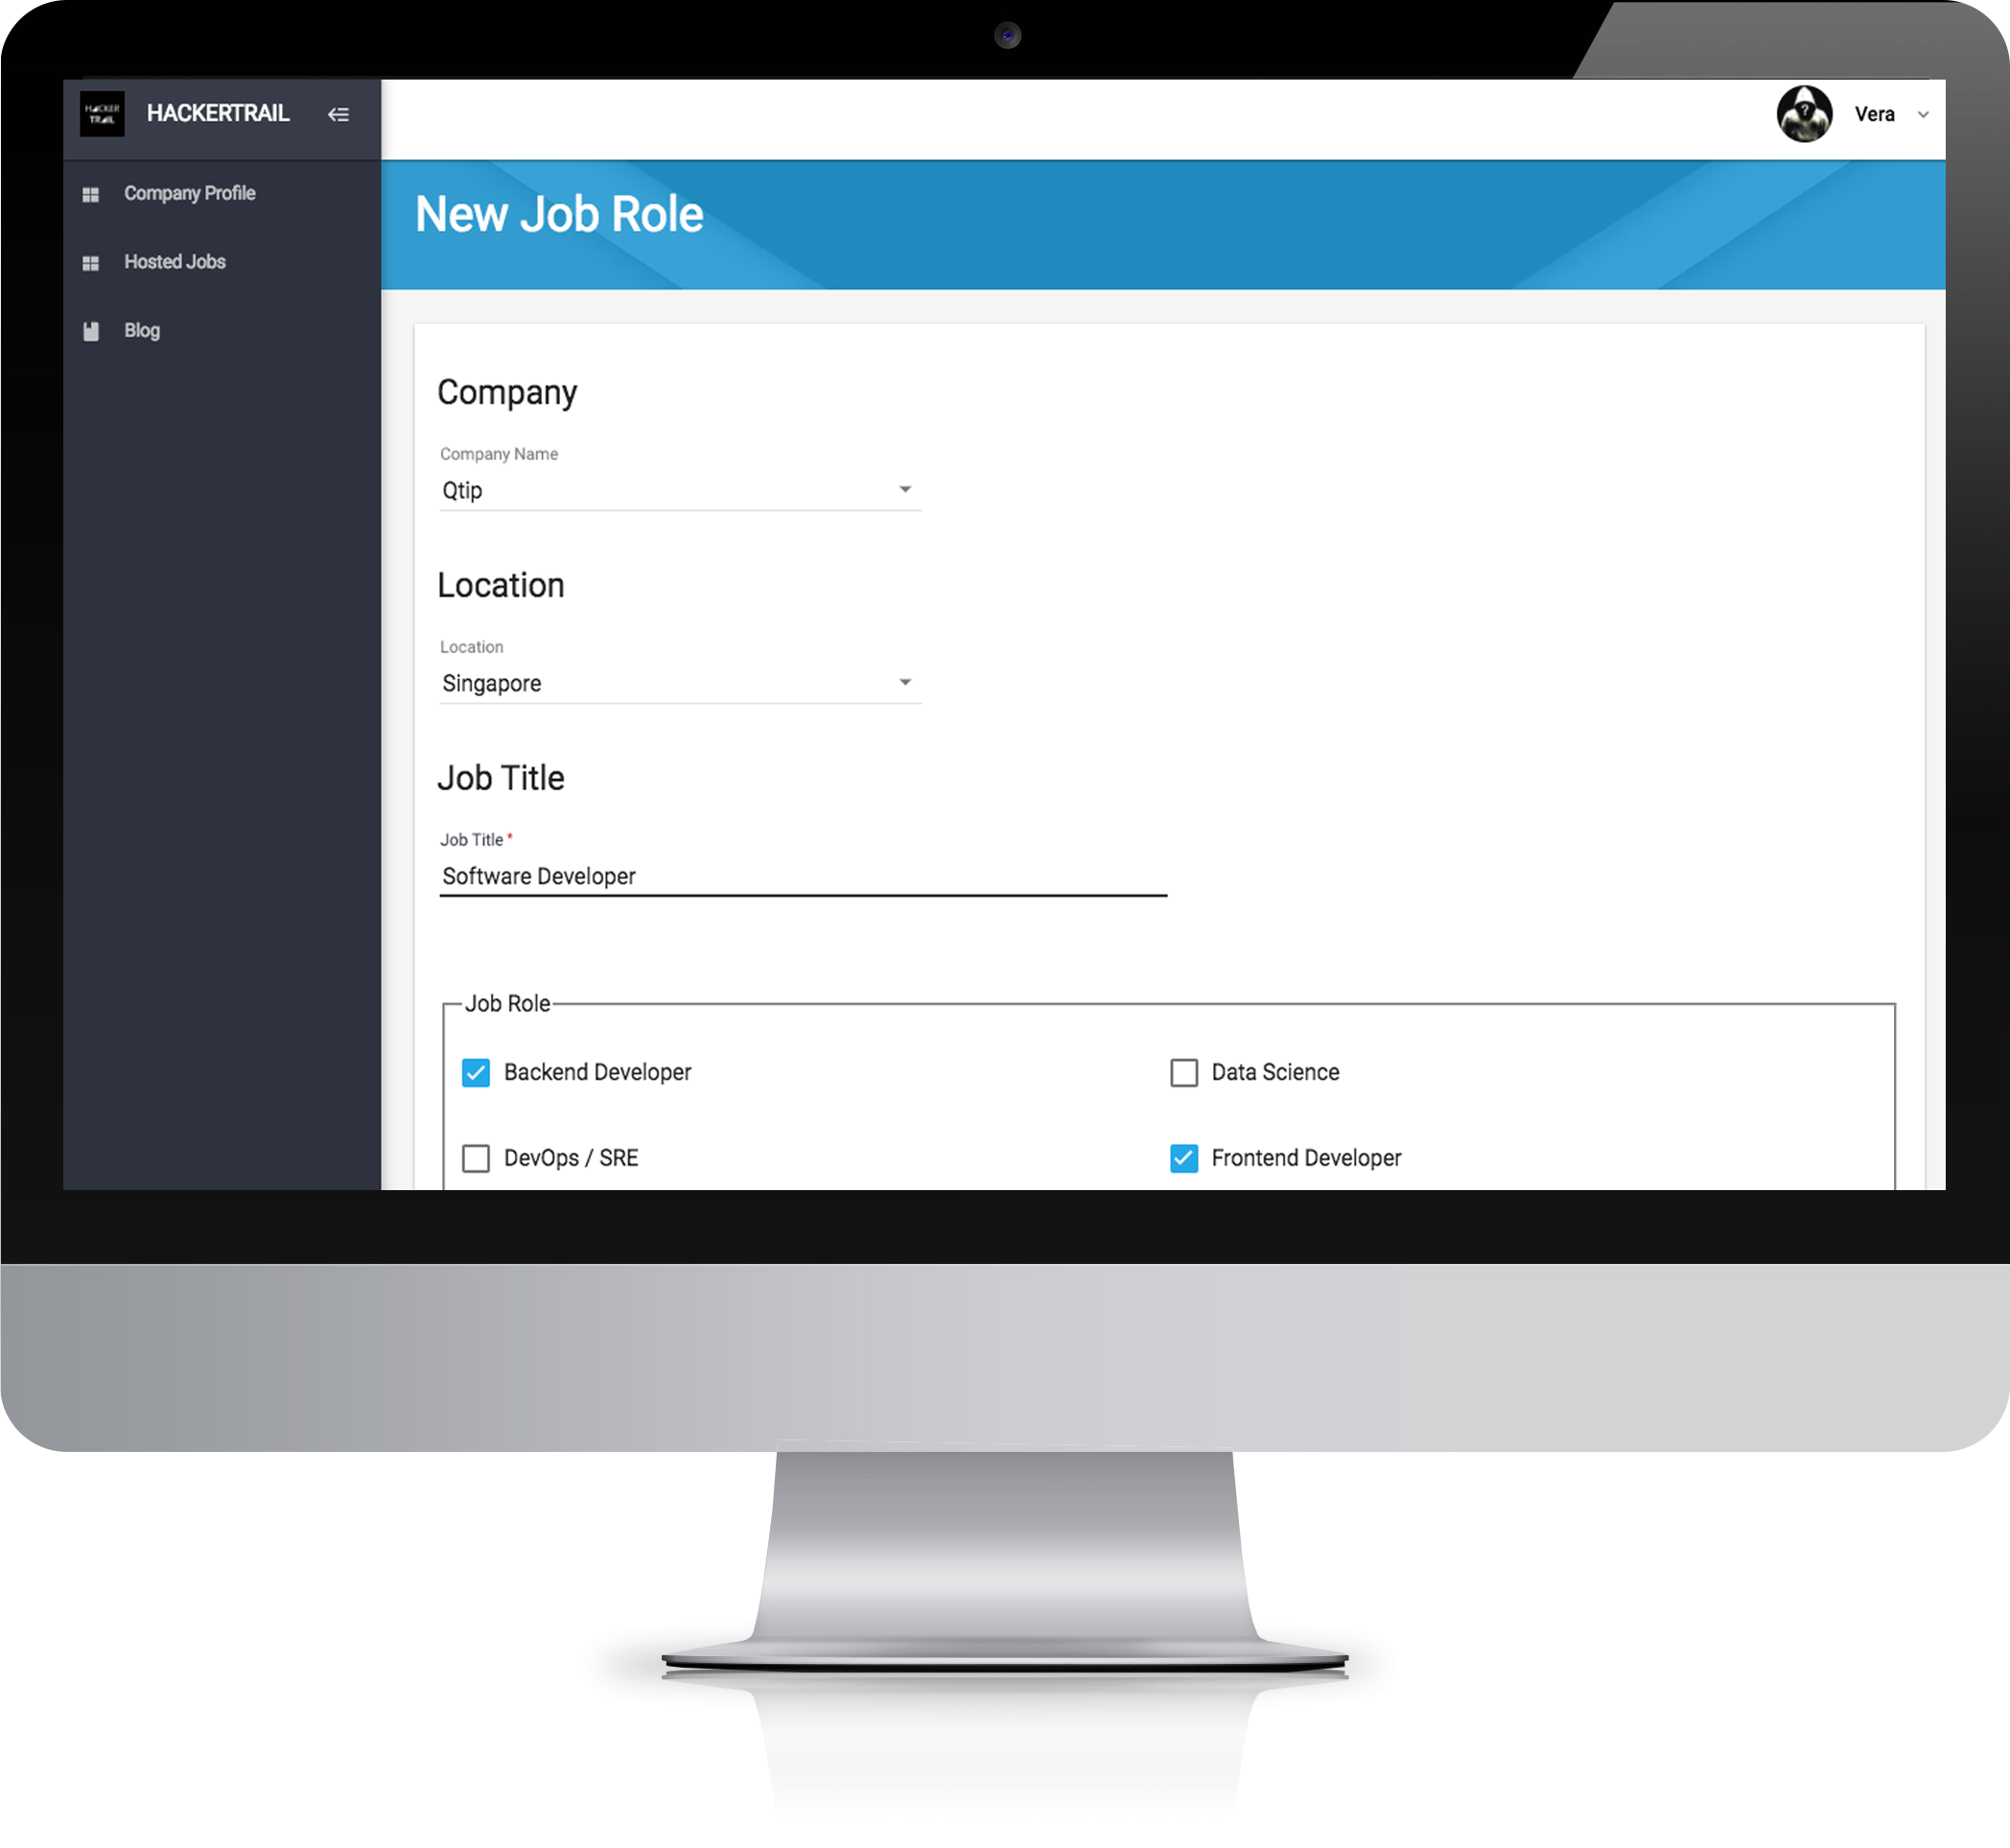 HACKER
TRAIL
HACKERTRAIL
Vera
Company Profile
Hosted Jobs
Blog
New Job Role
Company
Company Name
Qtip
Location
Location
Singapore
Job Title
Job Title *
Software Developer
Job Role
Backend Developer
Data Science
DevOps / SRE
Frontend Developer